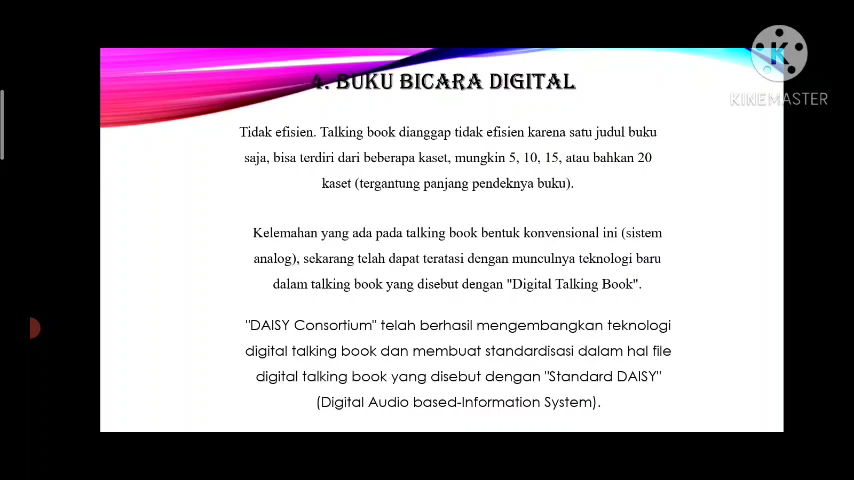 4. BUKU BICARA DIGITAL
K
KINEMASTER
Tidak efisien. Talking book dianggap tidak efisien karena satu judul buku
saja, bisa terdiri dari beberapa kaset, mungkin 5, 10, 15, atau bahkan 20
kaset (tergantung panjang pendeknya buku).
Kelemahan yang ada pada talking book bentuk konvensional ini (sistem
analog), sekarang telah dapat teratasi dengan munculnya teknologi baru
dalam talking book yang disebut dengan "Digital Talking Book".
"DAISY Consortium" telah berhasil mengembangkan teknologi
digital talking book dan membuat standardisasi dalam hal file
digital talking book yang disebut dengan "Standard DAISY"
(Digital Audio based-Information System).